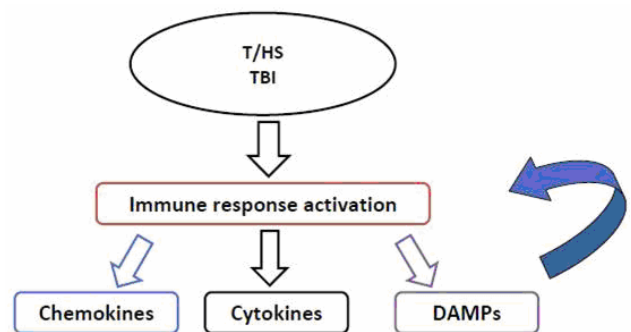 T/HS
TBI
Immune response activation
Chemokines
Cytokines
DAMPs